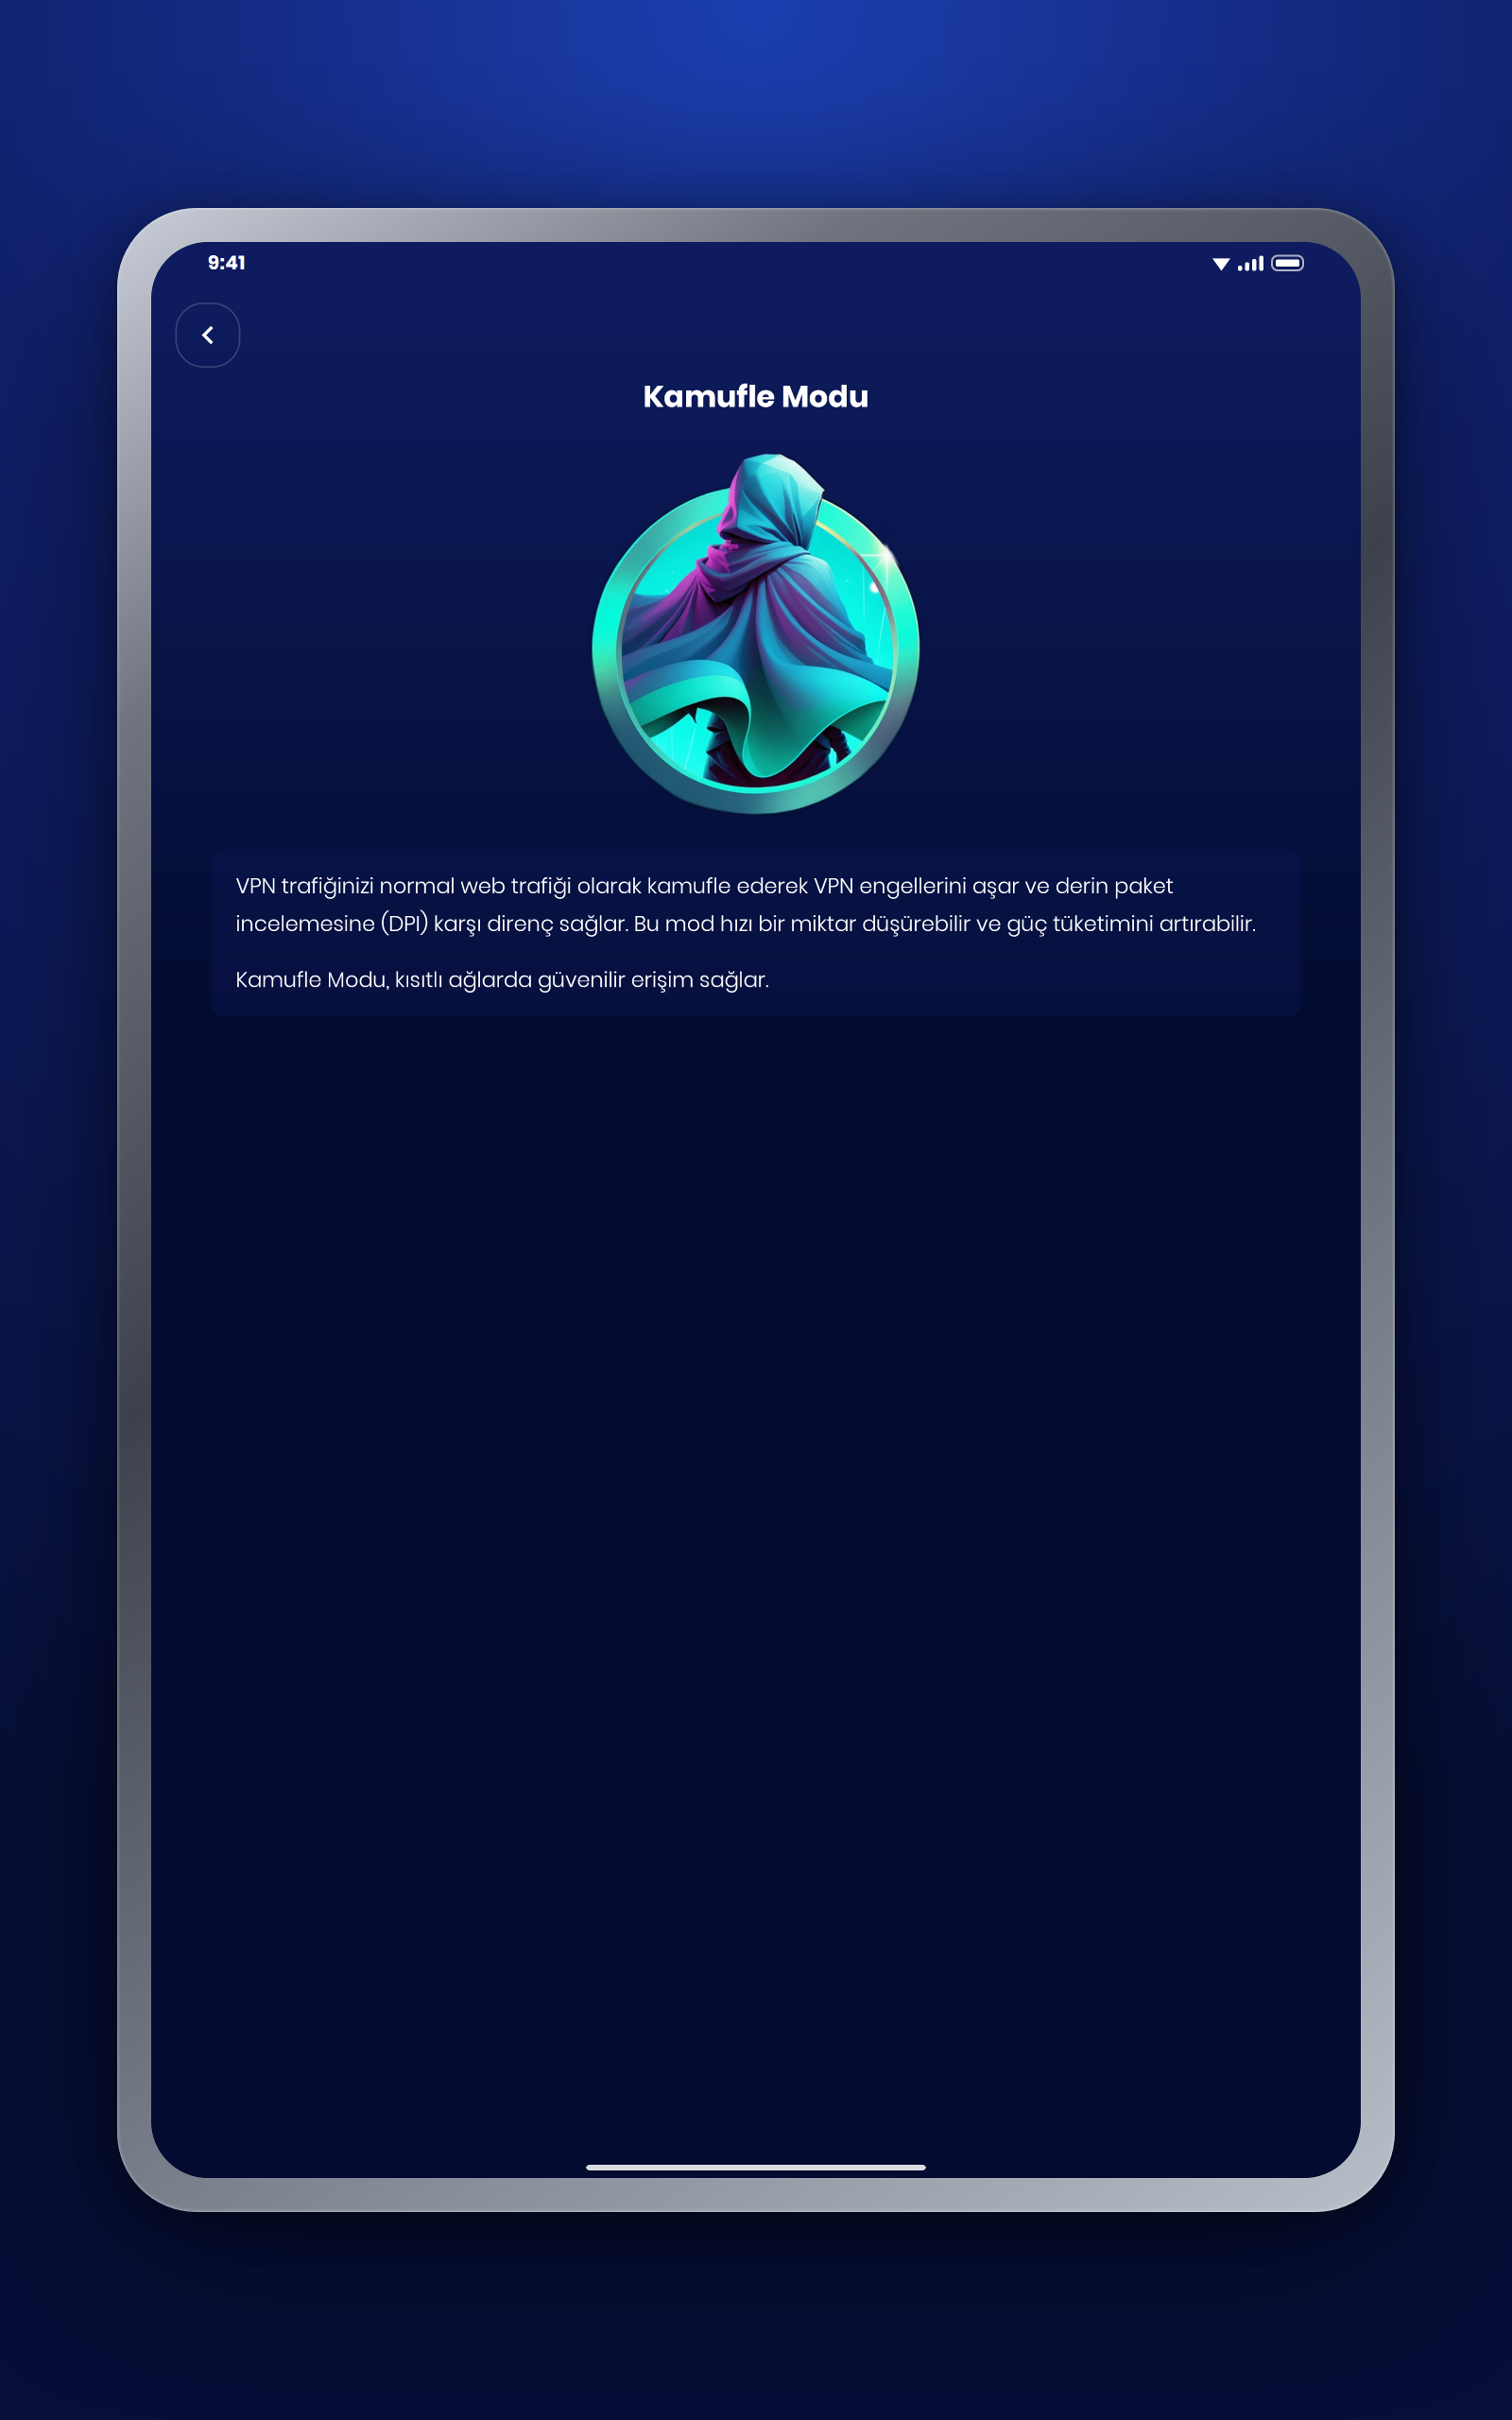 9:41
Kamufle Modu
VPN trafiğinizi normal web trafiği olarak kamufle ederek VPN engellerini aşar ve derin paket
incelemesine (DPI) karşı direnç sağlar. Bu mod hızı bir miktar düşürebilir ve güç tüketimini artırabilir.
Kamufle Modu, kısıtlı ağlarda güvenilir erişim sağlar.